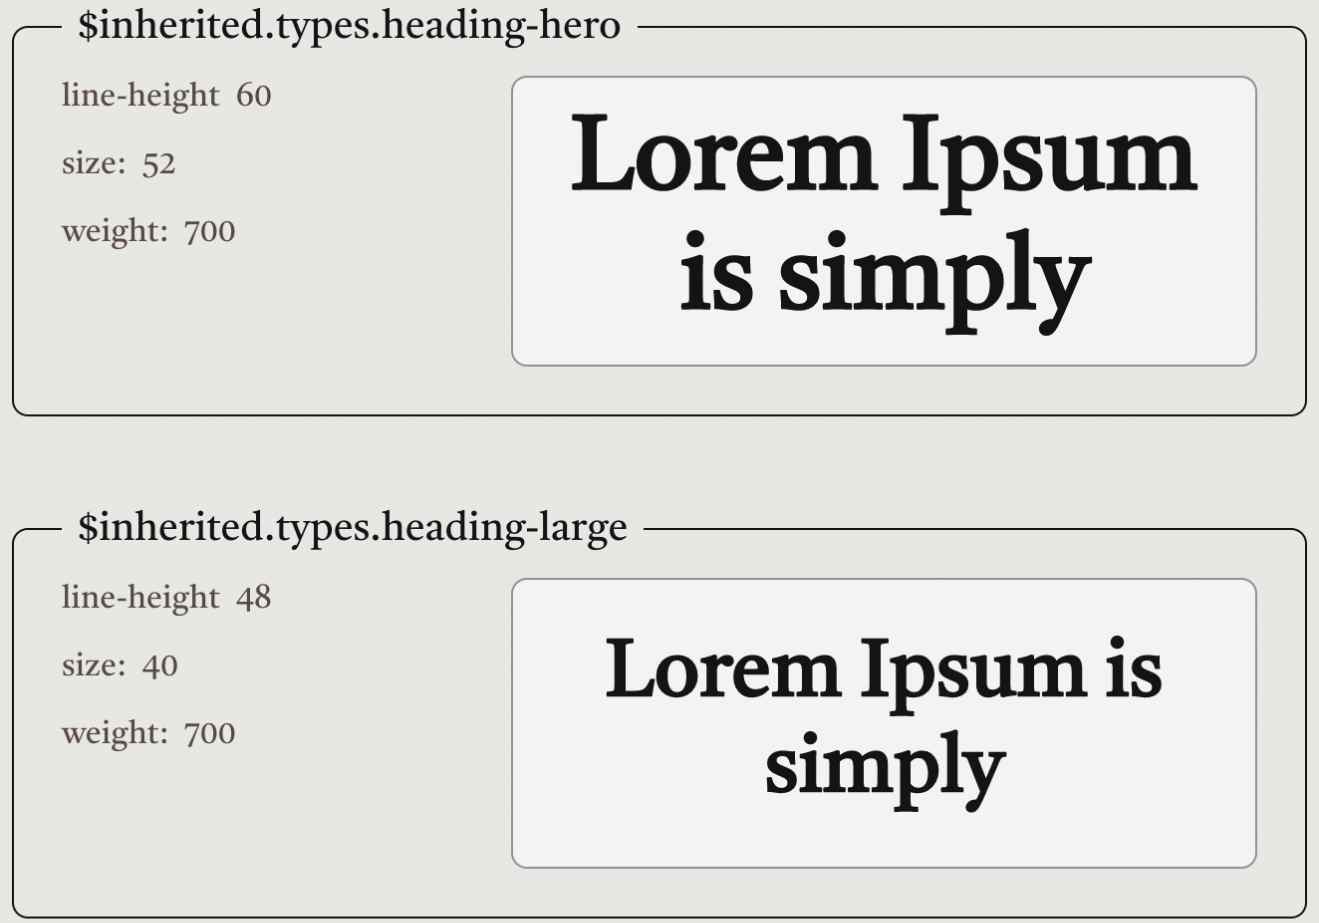 $inherited.types.heading-hero
line-height 60
size: 52
weight: 700
Lorem Ipsum
is simply
$inherited.types.heading-large
line-height 48
size: 40
weight: 700
Lorem Ipsum is
simply